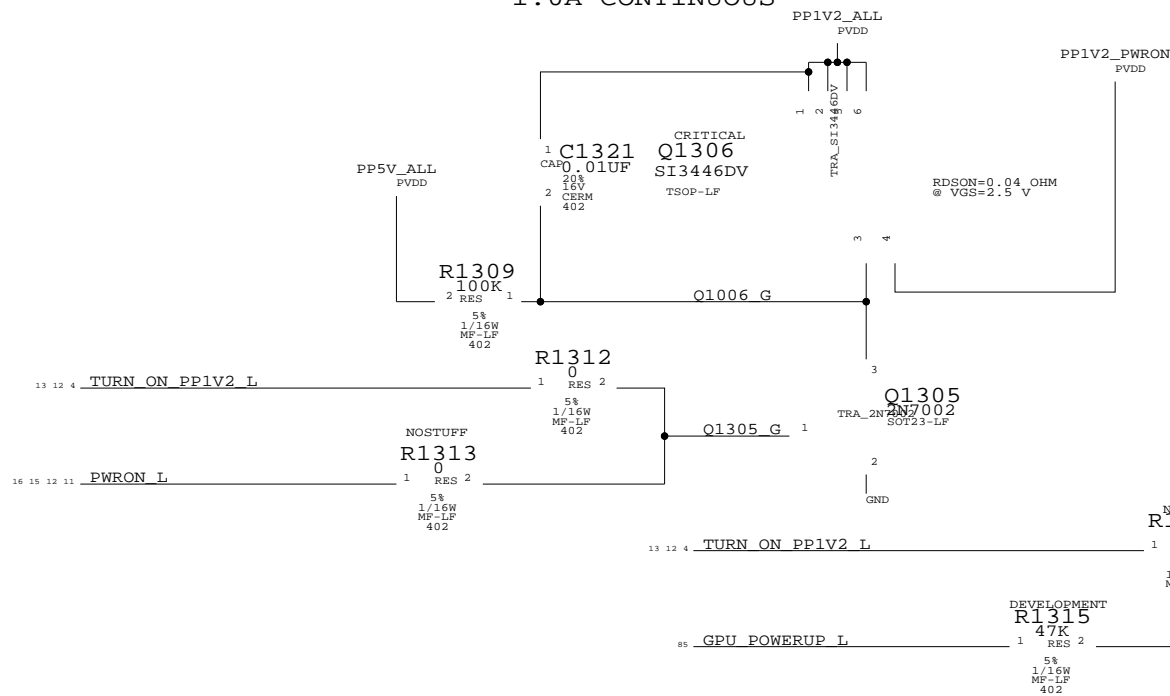 1.0A CONTINUOUS
PP1V2_ALL
PVDD
PP1V2_PWRON
PVDD
1
2
5
6
TRA_SI3446DV
CRITICAL
Q1306
SI3446DV
TSOP-LF
1
C1321
CAP
0.01UF
20%
16V
CERM
402
2
PP5V_ALL
PVDD
RDSON=0.04 OHM
@ VGS=2.5 V
3
4
R1309
100K
2 RES 1
5%
1/16W
MF-LF
402
Q1006_G
R1312
0
1 RES 2
5%
1/16W
MF-LF
402
13 12 4 TURN_ON_PP1V2_L
3
Q1305
2N7002
TRA_2N7002
SOT23-LF
Q1305_G 1
2
GND
NOSTUFF
R1313
0
1 RES 2
5%
1/16W
MF-LF
402
16 15 12 11 PWRON_L
13 12 4 TURN_ON_PP1V2_L
1
DEVELOPMENT
R1315
47K
1 RES 2
5%
1/16W
MF-LF
402
85 GPU_POWERUP_L